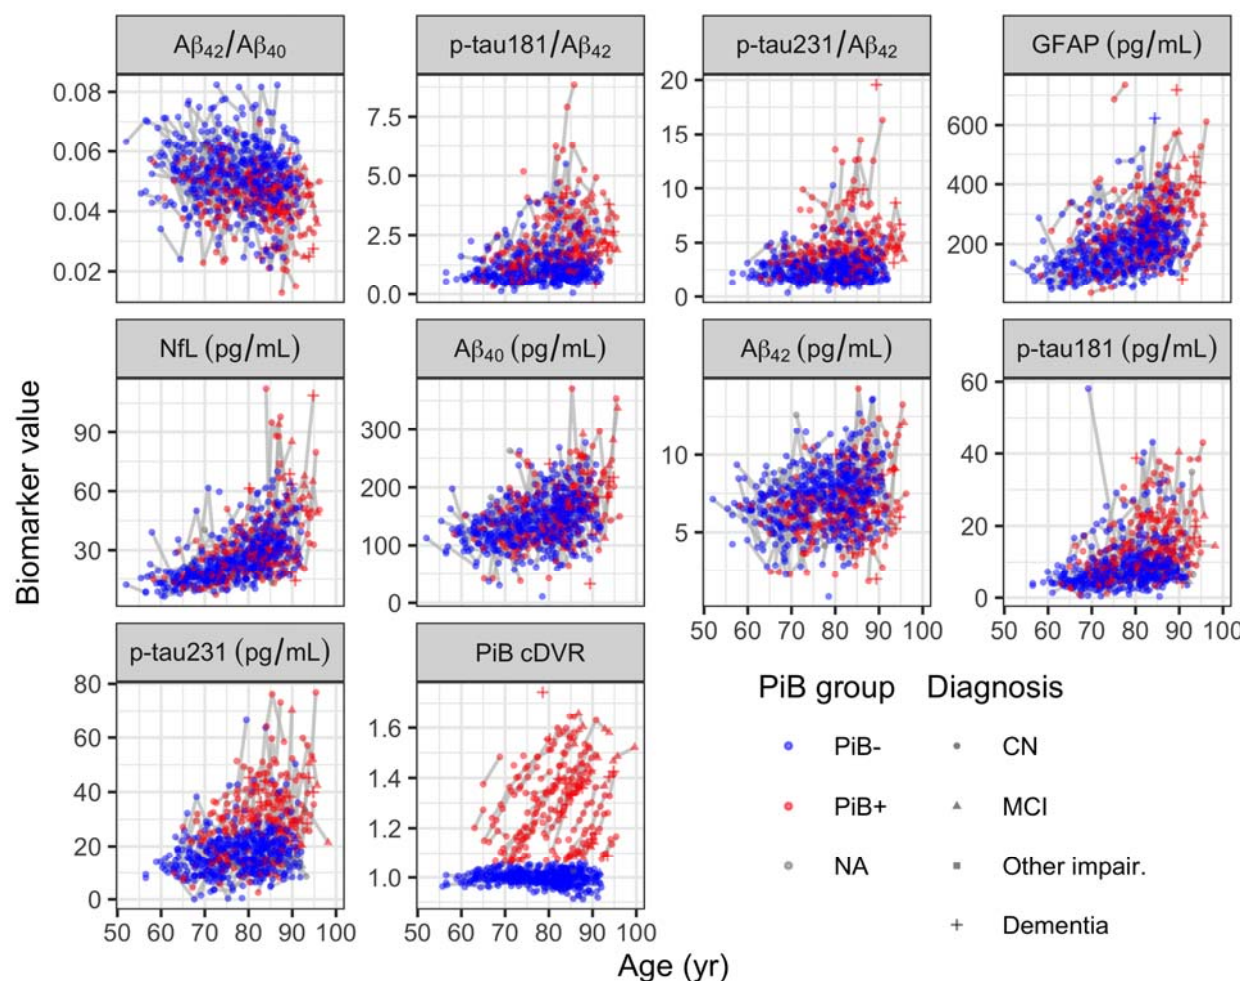 Aβ42/Aβ40
p-tau181/Aβ42
p-tau231/Aβ42
GFAP (pg/mL)
0.08
0.06
0.04
0.02
7.5
5.0
2.5
0.0
20
15
10
5
0
600
400
200
NfL (pg/mL)
Aβ40 (pg/mL)
Aβ42 (pg/mL)
p-tau181 (pg/mL)
90
60
30
300
200
100
0
10
5
60
40
20
0
50 60 70 80 90 100
50 60 70 80 90 100
p-tau231 (pg/mL)
PiB cDVR
80
60
40
20
0
1.6
1.4
1.2
1.0
50 60 70 80 90 100
50 60 70 80 90 100
Biomarker value
Age (yr)
PiB group
PiB-
PiB+
NA
Diagnosis
CN
MCI
Other impair.
Dementia